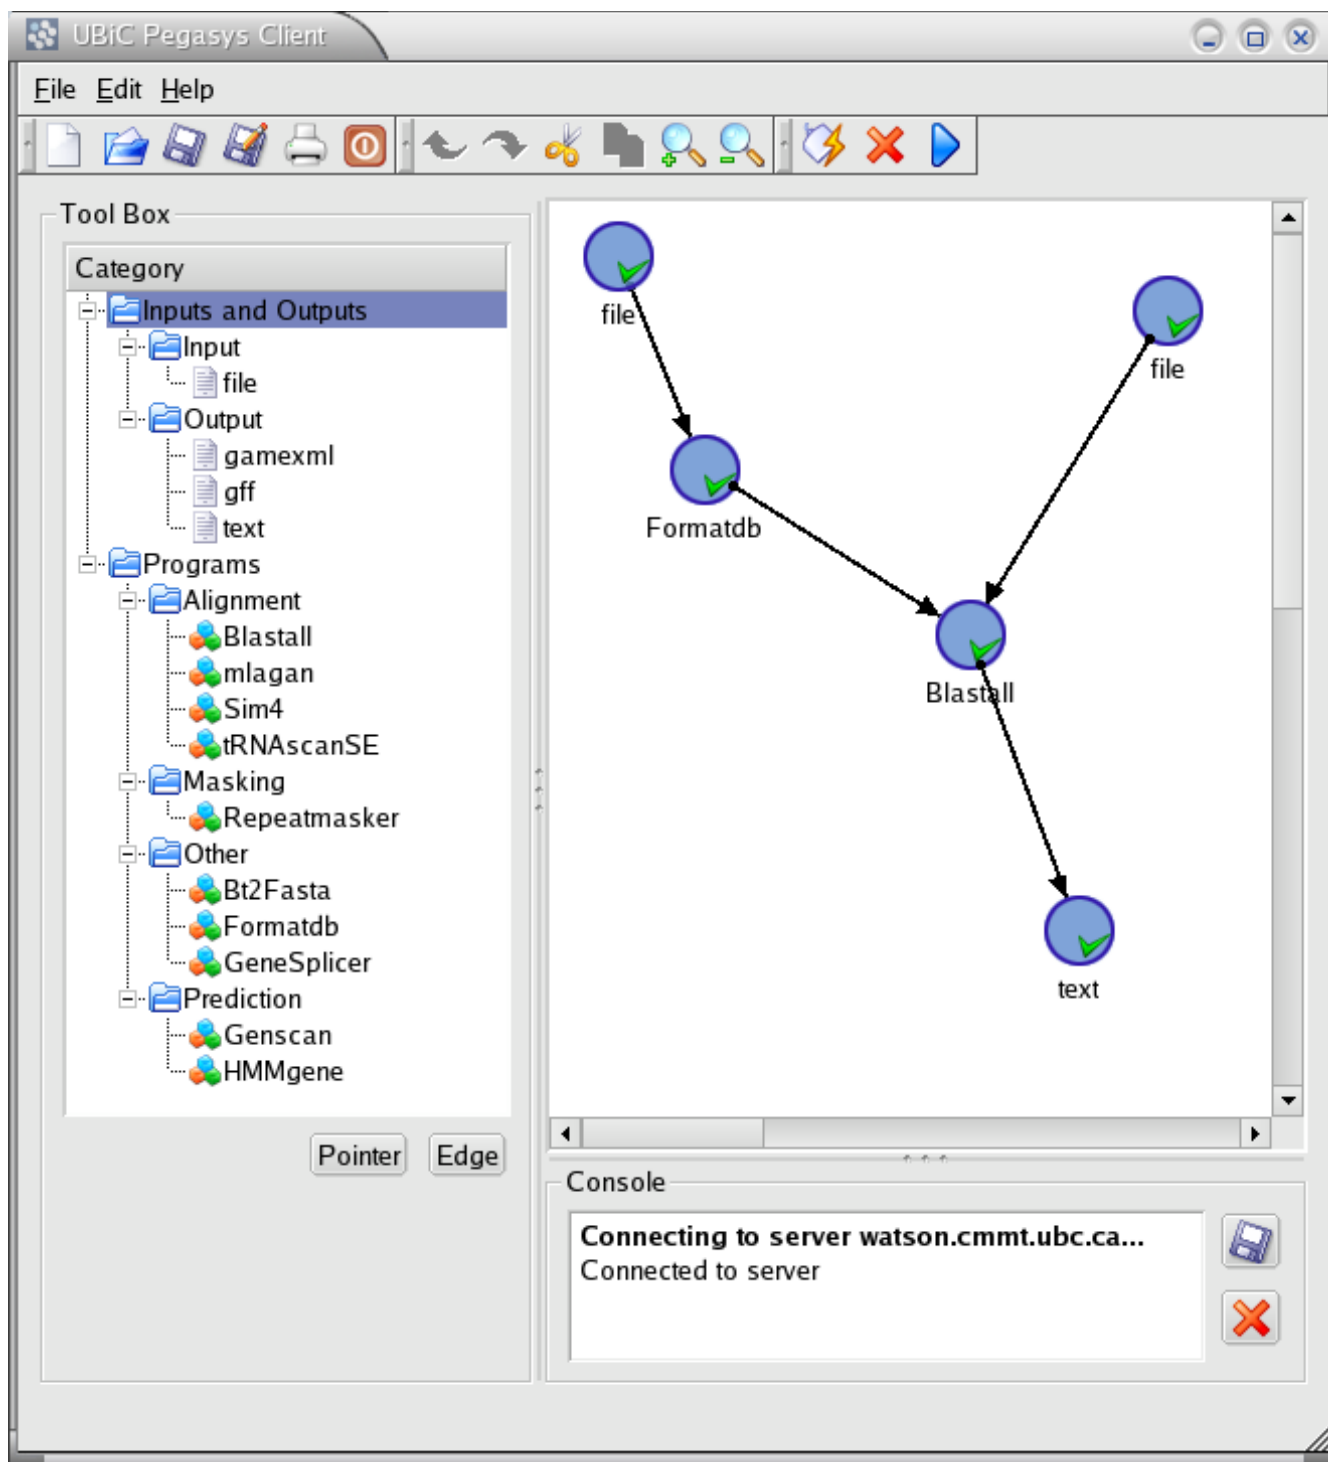 UBiC Pegasys Client
File Edit Help
Tool Box
Category
Inputs and Outputs
Input
file
Output
gamexml
gff
text
Programs
Alignment
Blastall
mlagan
Sim4
tRNAscanSE
Masking
Repeatmasker
Other
Bt2Fasta
Formatdb
GeneSplicer
Prediction
Genscan
HMMgene
Pointer Edge
file
file
Formatdb
Blastall
text
Console
Connecting to server watson.cmmt.ubc.ca...
Connected to server